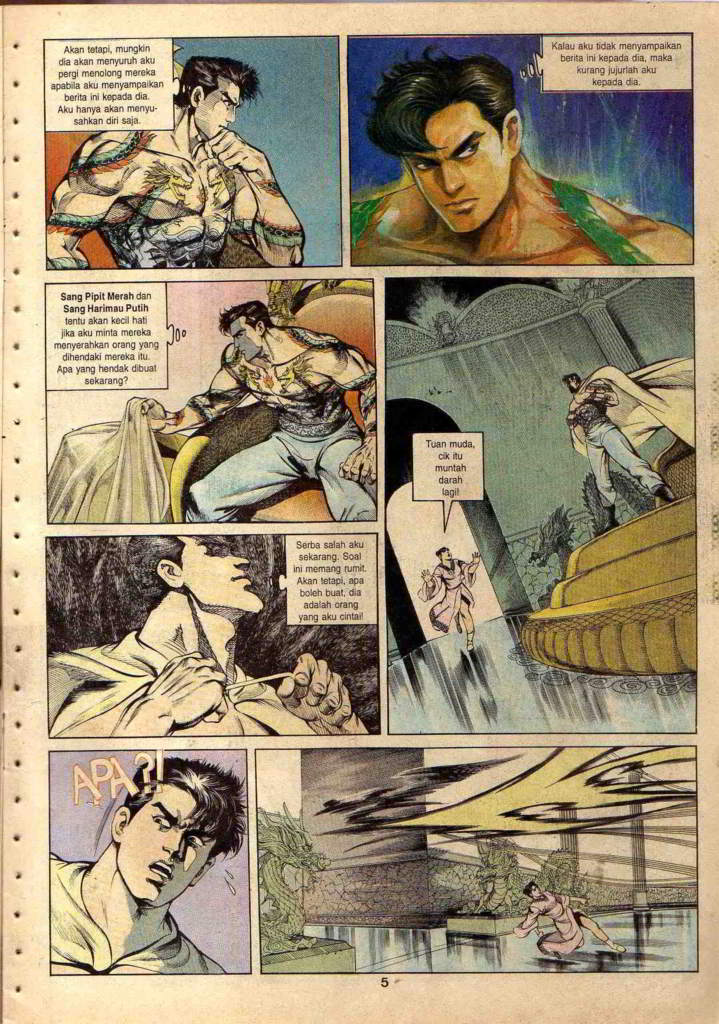 Akan tetapi, mungkin
dia akan menyuruh aku
pergi menolong mereka
apabila aku menyampaikan
berita ini kepada dia.
Aku hanya akan menyu-
sahkan diri saja.
Kalau aku tidak menyampaikan
berita ini kepada dia, maka
kurang jujurlah aku
kepada dia.
Sang Pipit Merah dan
Sang Harimau Putih
tentu akan kecil hati
jika aku minta mereka
menyerahkan orang yang
dihendaki mereka itu.
Apa yang hendak dibuat
sekarang?
Tuan muda,
cik itu
muntah
darah
lagi!
Serba salah aku
sekarang. Soal
ini memang rumit.
Akan tetapi, apa
boleh buat, dia
adalah orang
yang aku cintai!
APA?!
5